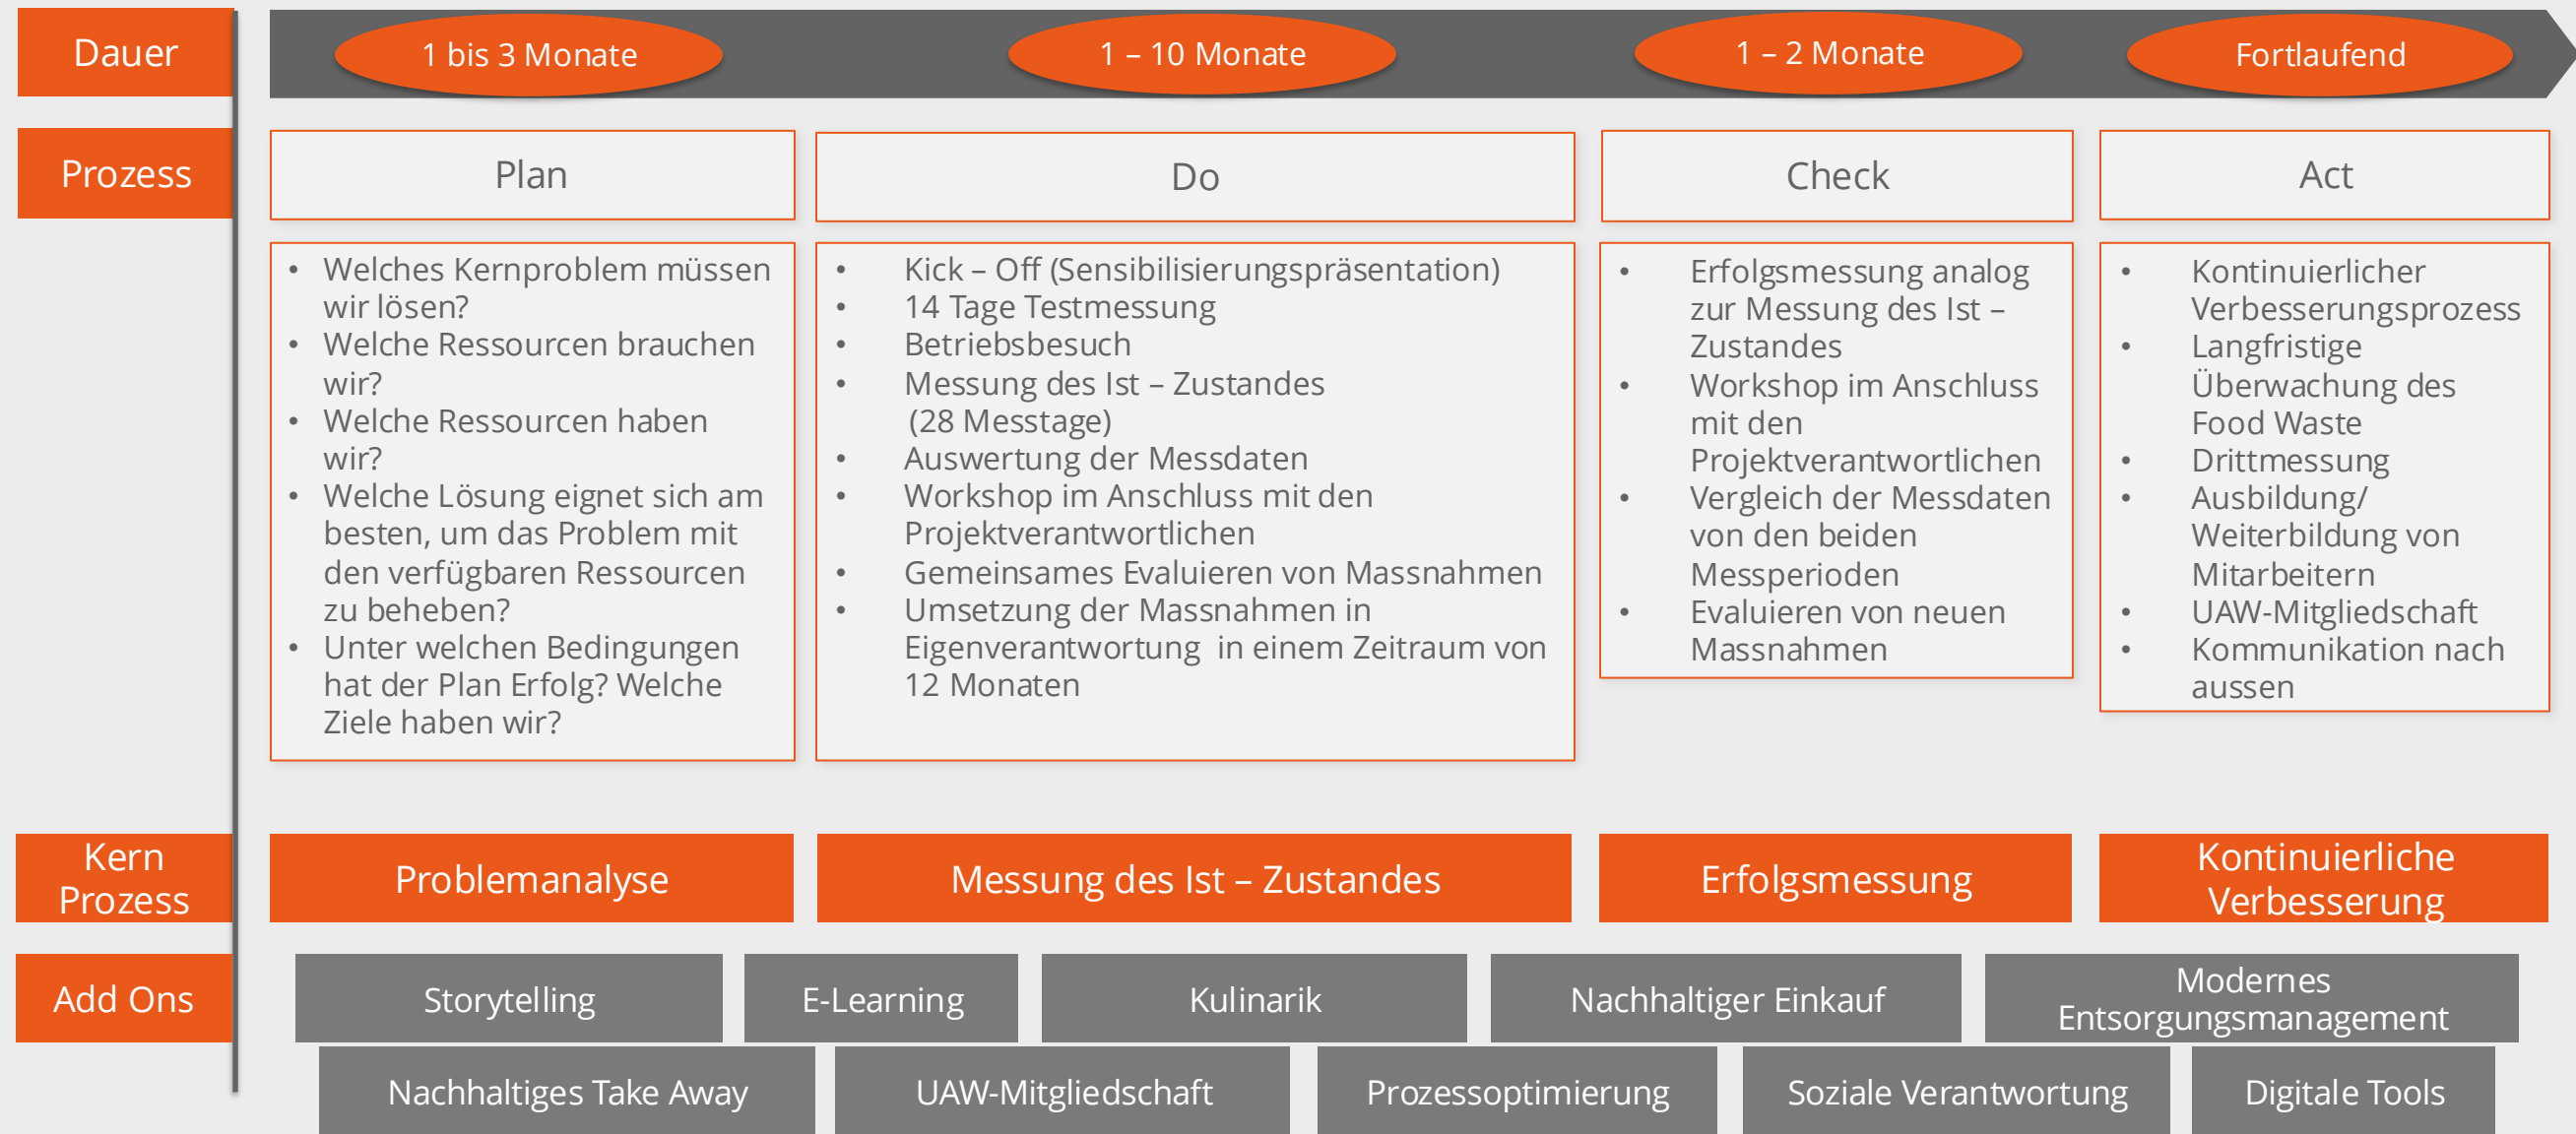 Dauer
1 bis 3 Monate
1 – 10 Monate
1 – 2 Monate
Fortlaufend
Prozess
Plan
Do
Check
Act
• Welches Kernproblem müssen
wir lösen?
• Welche Ressourcen brauchen
wir?
• Welche Ressourcen haben
wir?
• Welche Lösung eignet sich am
besten, um das Problem mit
den verfügbaren Ressourcen
zu beheben?
• Unter welchen Bedingungen
hat der Plan Erfolg? Welche
Ziele haben wir?
• Kick – Off (Sensibilisierungspräsentation)
• 14 Tage Testmessung
• Betriebsbesuch
• Messung des Ist – Zustandes
(28 Messtage)
• Auswertung der Messdaten
• Workshop im Anschluss mit den
Projektverantwortlichen
• Gemeinsames Evaluieren von Massnahmen
• Umsetzung der Massnahmen in
Eigenverantwortung in einem Zeitraum von
12 Monaten
• Erfolgsmessung analog
zur Messung des Ist –
Zustandes
• Workshop im Anschluss
mit den
Projektverantwortlichen
• Vergleich der Messdaten
von den beiden
Messperioden
• Evaluieren von neuen
Massnahmen
• Kontinuierlicher
Verbesserungsprozess
• Langfristige
Überwachung des
Food Waste
• Drittmessung
• Ausbildung/
Weiterbildung von
Mitarbeitern
• UAW-Mitgliedschaft
• Kommunikation nach
aussen
Kern
Prozess
Problemanalyse
Messung des Ist – Zustandes
Erfolgsmessung
Kontinuierliche
Verbesserung
Add Ons
Storytelling
E-Learning
Kulinarik
Nachhaltiger Einkauf
Modernes
Entsorgungsmanagement
Nachhaltiges Take Away
UAW-Mitgliedschaft
Prozessoptimierung
Soziale Verantwortung
Digitale Tools